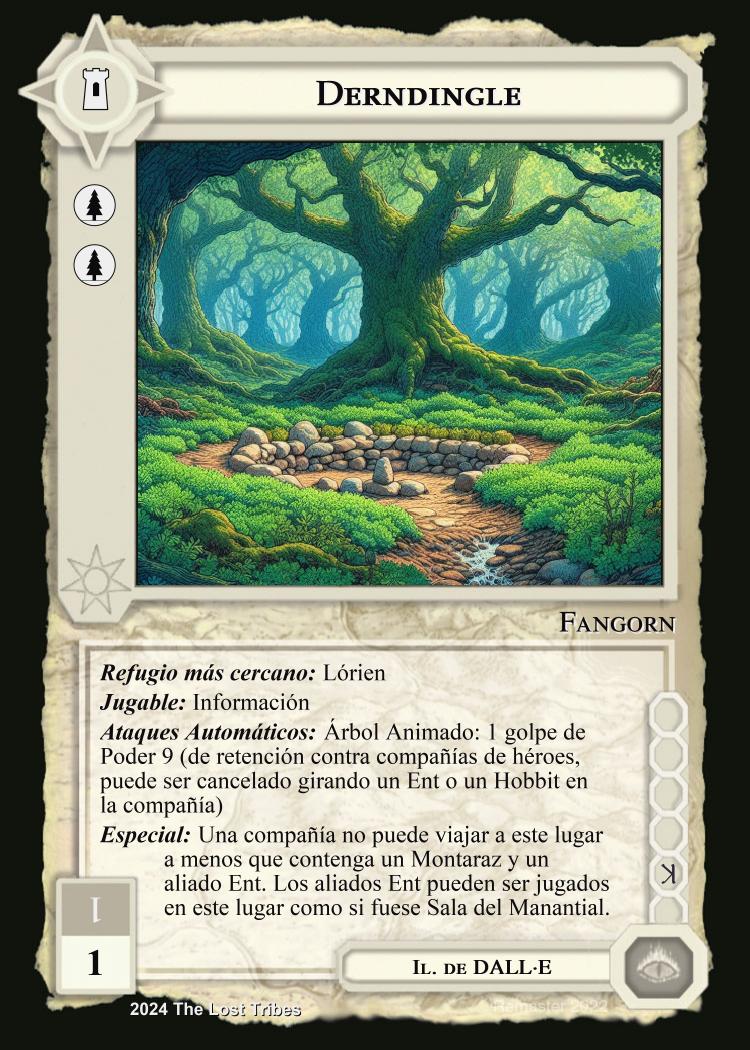 Derndingle
Fangorn
Refugio más cercano: Lórien
Jugable: Información
Ataques Automáticos: Árbol Animado: 1 golpe de
Poder 9 (de retención contra compañías de héroes,
puede ser cancelado girando un Ent o un Hobbit en
la compañía)
Especial: Una compañía no puede viajar a este lugar
a menos que contenga un Montaraz y un
aliado Ent. Los aliados Ent pueden ser jugados
en este lugar como si fuese Sala del Manantial.
1
1
Il. de DALL·E
2024 The Lost Tribes
Remaster 2022